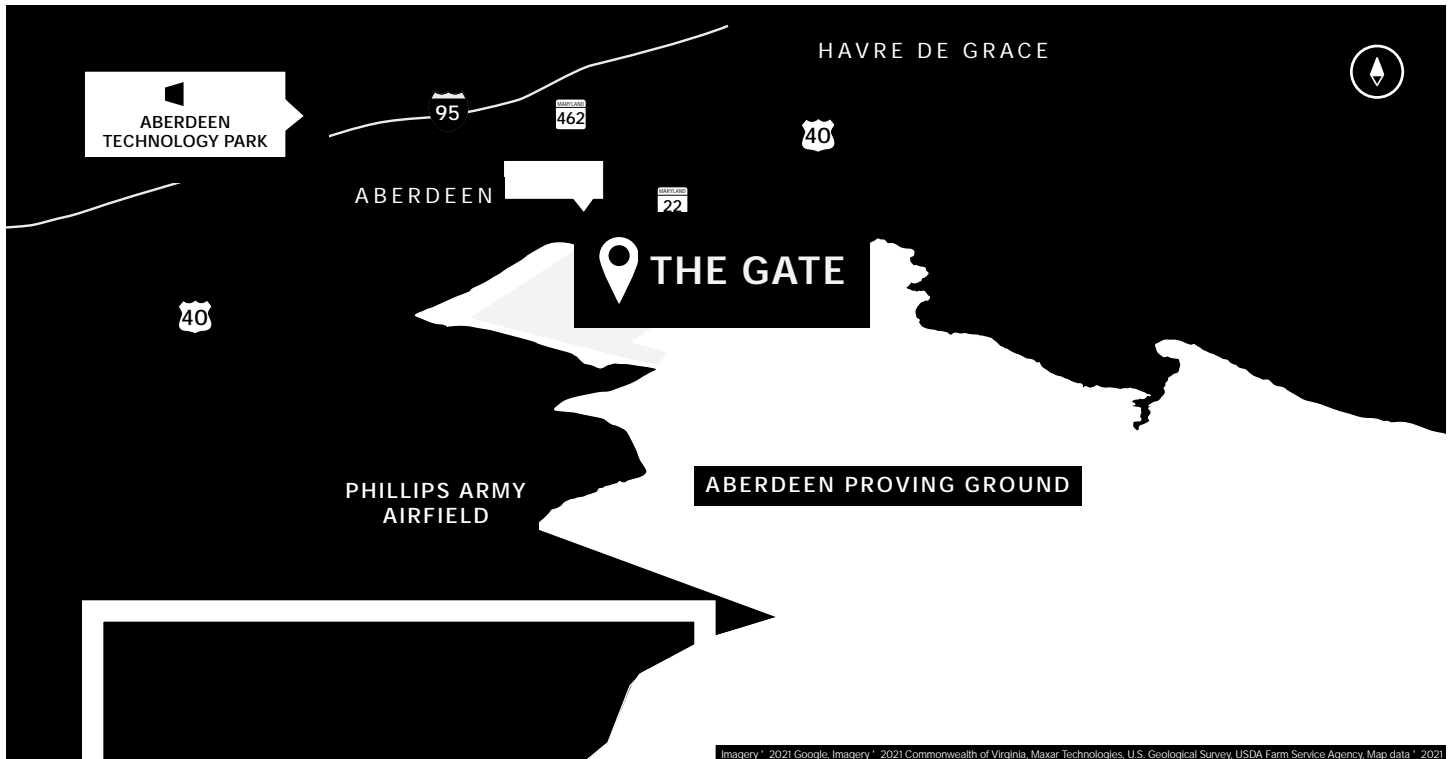 HAVRE DE GRACE
ABERDEEN
TECHNOLOGY PARK
95
MARYLAND
462
40
ABERDEEN
MARYLAND
22
THE GATE
40
PHILLIPS ARMY
AIRFIELD
ABERDEEN PROVING GROUND
Imagery ' 2021 Google, Imagery ' 2021 Commonwealth of Virginia, Maxar Technologies, U.S. Geological Survey, USDA Farm Service Agency, Map data ' 2021